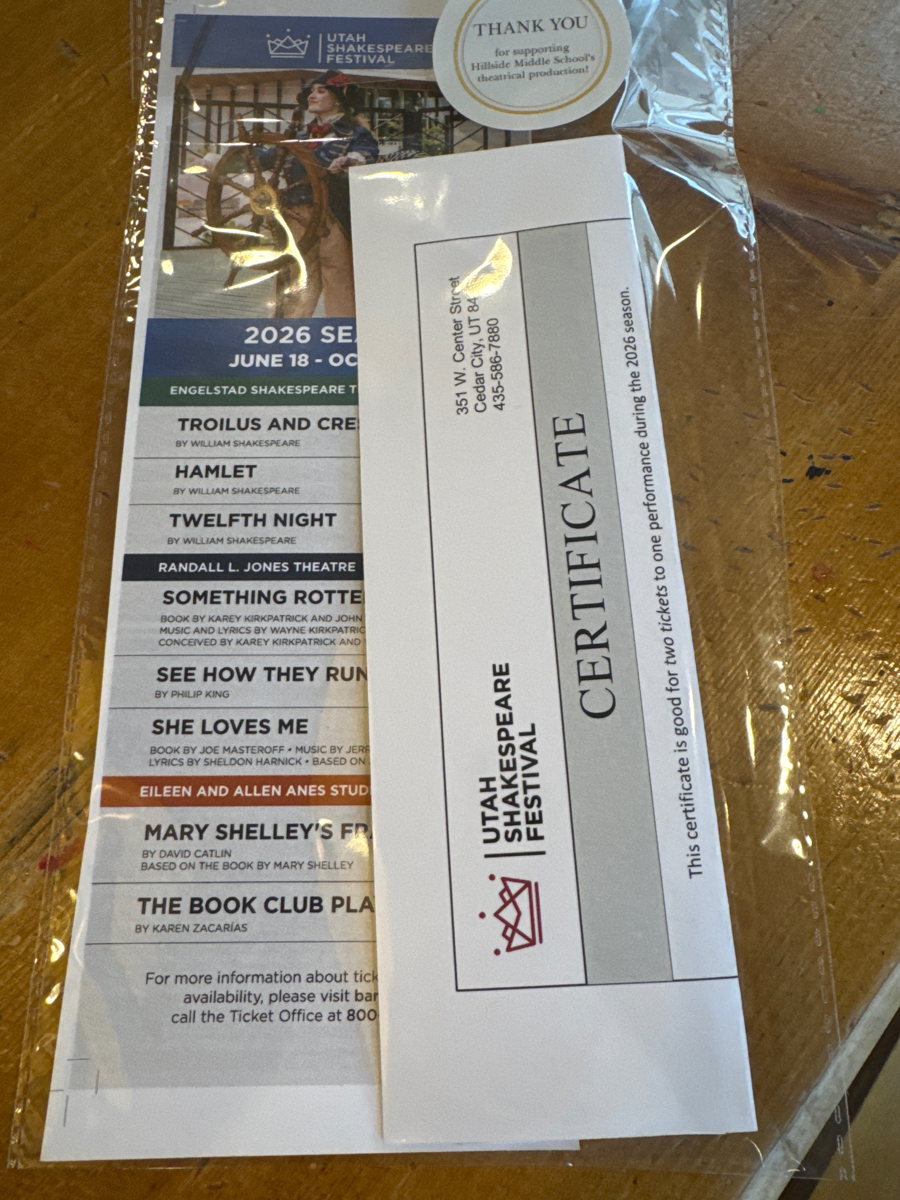 UTAH
SHAKESPEARE
FESTIVAL
THANK YOU
for supporting
Hillside Middle School's
theatrical production!
2026 SEA
JUNE 18 - OC
ENGELSTAD SHAKESPEARE T
TROILUS AND CRE
BY WILLIAM SHAKESPEARE
HAMLET
BY WILLIAM SHAKESPEARE
TWELFTH NIGHT
BY WILLIAM SHAKESPEARE
RANDALL L. JONES THEATRE
SOMETHING ROTTE
BOOK BY KAREY KIRKPATRICK AND JOHN
MUSIC AND LYRICS BY WAYNE KIRKPATRIC
CONCEIVED BY KAREY KIRKPATRICK AND
SEE HOW THEY RUN
BY PHILIP KING
SHE LOVES ME
BOOK BY JOE MASTEROFF • MUSIC BY JERR
LYRICS BY SHELDON HARNICK • BASED ON
EILEEN AND ALLEN ANES STUD
MARY SHELLEY'S FRA
BY DAVID CATLIN
BASED ON THE BOOK BY MARY SHELLEY
THE BOOK CLUB PLA
BY KAREN ZACARÍAS
For more information about tick
availability, please visit bar
call the Ticket Office at 800-
UTAH
SHAKESPEARE
FESTIVAL
351 W. Center Street
Cedar City, UT 84
435-586-7880
CERTIFICATE
This certificate is good for two tickets to one performance during the 2026 season.